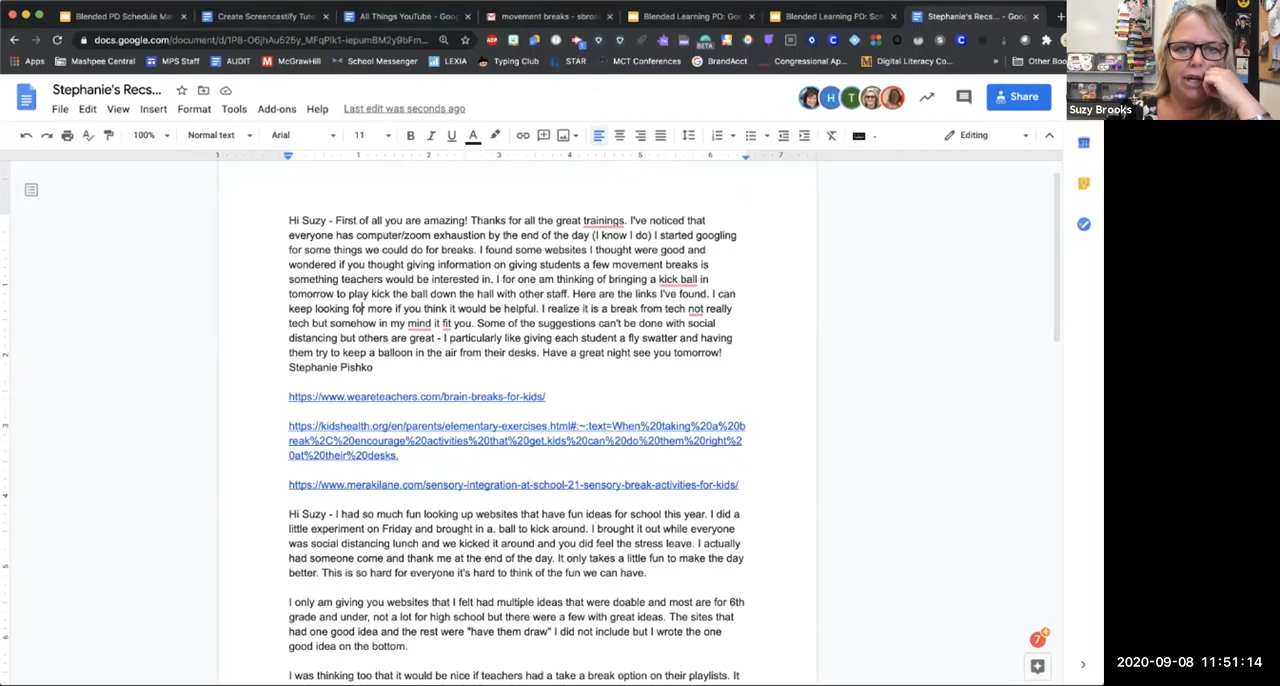 Blended PD Schedule Ma
Create Screencastify Tuto
All Things YouTube - Goo
movement breaks - sbroo
Blended Learning PD: Go
Blended Learning PD: Sc
Stephanie's Recs... - Goo
docs.google.com/document/d/1P8-O6jhAu525y_MFqPlk1-iepumBM2y9bFm...
Apps
Mashpee Central
MPS Staff
AUDIT
McGrawHill
School Messenger
LEXIA
Typing Club
STAR
MCT Conferences
BrandAcct
Congressional Ap...
Digital Literacy Co...
Other Boo
Suzy Brooks
Stephanie's Recs...
File Edit View Insert Format Tools Add-ons Help Last edit was seconds ago
Share
100% Normal text Arial 11 Editing
Hi Suzy - First of all you are amazing! Thanks for all the great trainings. I've noticed that
everyone has computer/zoom exhaustion by the end of the day (I know I do) I started googling
for some things we could do for breaks. I found some websites I thought were good and
wondered if you thought giving information on giving students a few movement breaks is
something teachers would be interested in. I for one am thinking of bringing a kick ball in
tomorrow to play kick the ball down the hall with other staff. Here are the links I've found. I can
keep looking for more if you think it would be helpful. I realize it is a break from tech not really
tech but somehow in my mind it fit you. Some of the suggestions can't be done with social
distancing but others are great - I particularly like giving each student a fly swatter and having
them try to keep a balloon in the air from their desks. Have a great night see you tomorrow!
Stephanie Pishko
https://www.weareteachers.com/brain-breaks-for-kids/
https://kidshealth.org/en/parents/elementary-exercises.html#:~:text=When%20taking%20a%20b
reak%2C%20encourage%20activities%20that%20get,kids%20can%20do%20them%20right%2
0at%20their%20desks.
https://www.merakilane.com/sensory-integration-at-school-21-sensory-break-activities-for-kids/
Hi Suzy - I had so much fun looking up websites that have fun ideas for school this year. I did a
little experiment on Friday and brought in a. ball to kick around. I brought it out while everyone
was social distancing lunch and we kicked it around and you did feel the stress leave. I actually
had someone come and thank me at the end of the day. It only takes a little fun to make the day
better. This is so hard for everyone it's hard to think of the fun we can have.
I only am giving you websites that I felt had multiple ideas that were doable and most are for 6th
grade and under, not a lot for high school but there were a few with great ideas. The sites that
had one good idea and the rest were "have them draw" I did not include but I wrote the one
good idea on the bottom.
I was thinking too that it would be nice if teachers had a take a break option on their playlists. It
7
2020-09-08 11:51:14